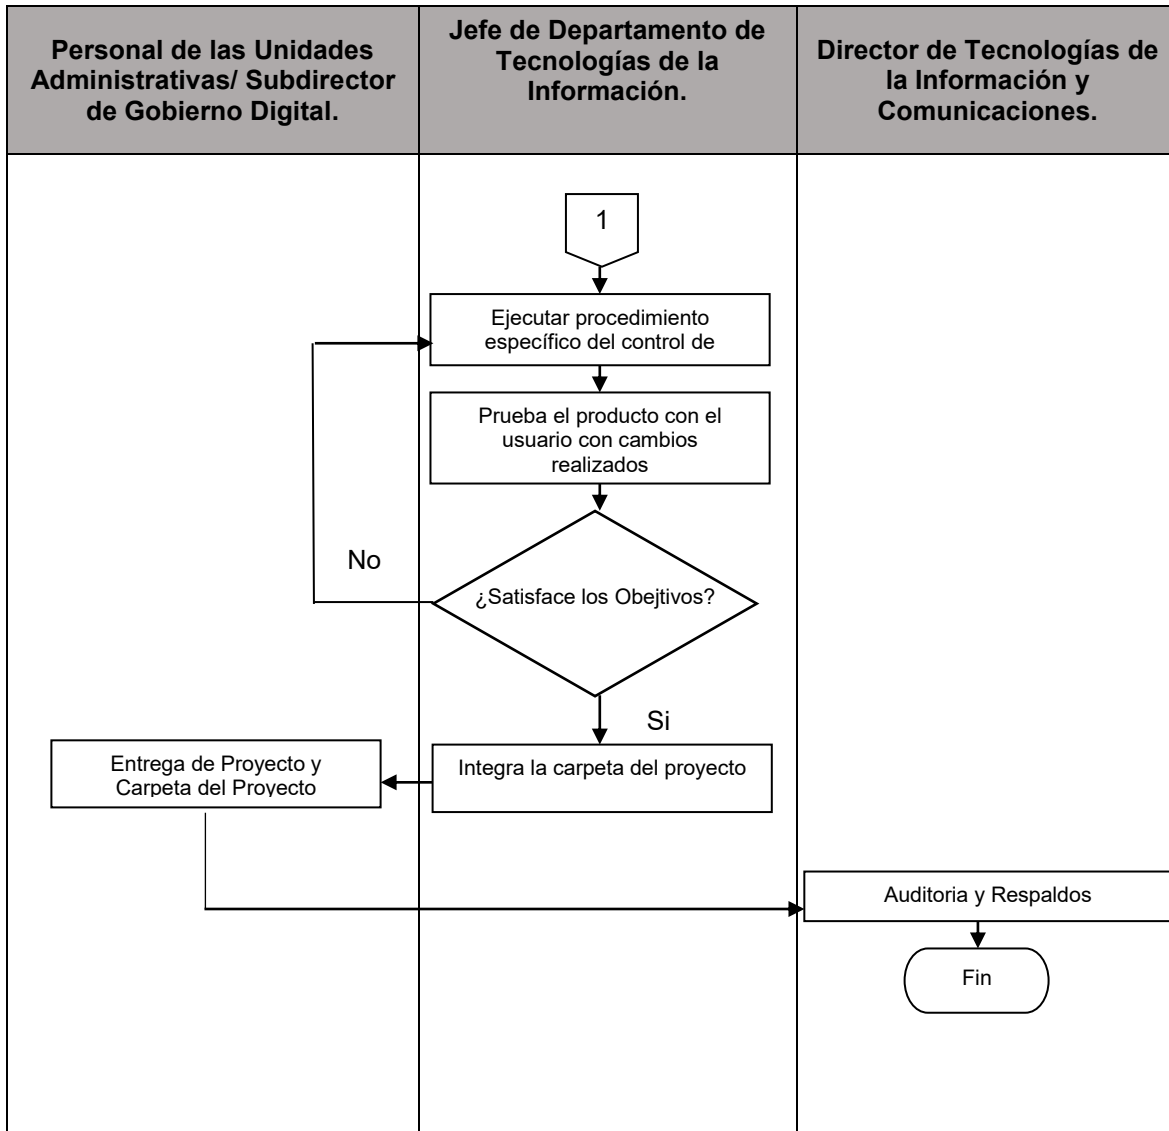 Personal de las Unidades
Administrativas/ Subdirector
de Gobierno Digital.
Jefe de Departamento de
Tecnologías de la
Información.
Director de Tecnologías de
la Información y
Comunicaciones.
1
Ejecutar procedimiento
específico del control de
Prueba el producto con el
usuario con cambios
realizados
No
¿Satisface los Obejtivos?
Si
Entrega de Proyecto y
Carpeta del Proyecto
Integra la carpeta del proyecto
Auditoria y Respaldos
Fin